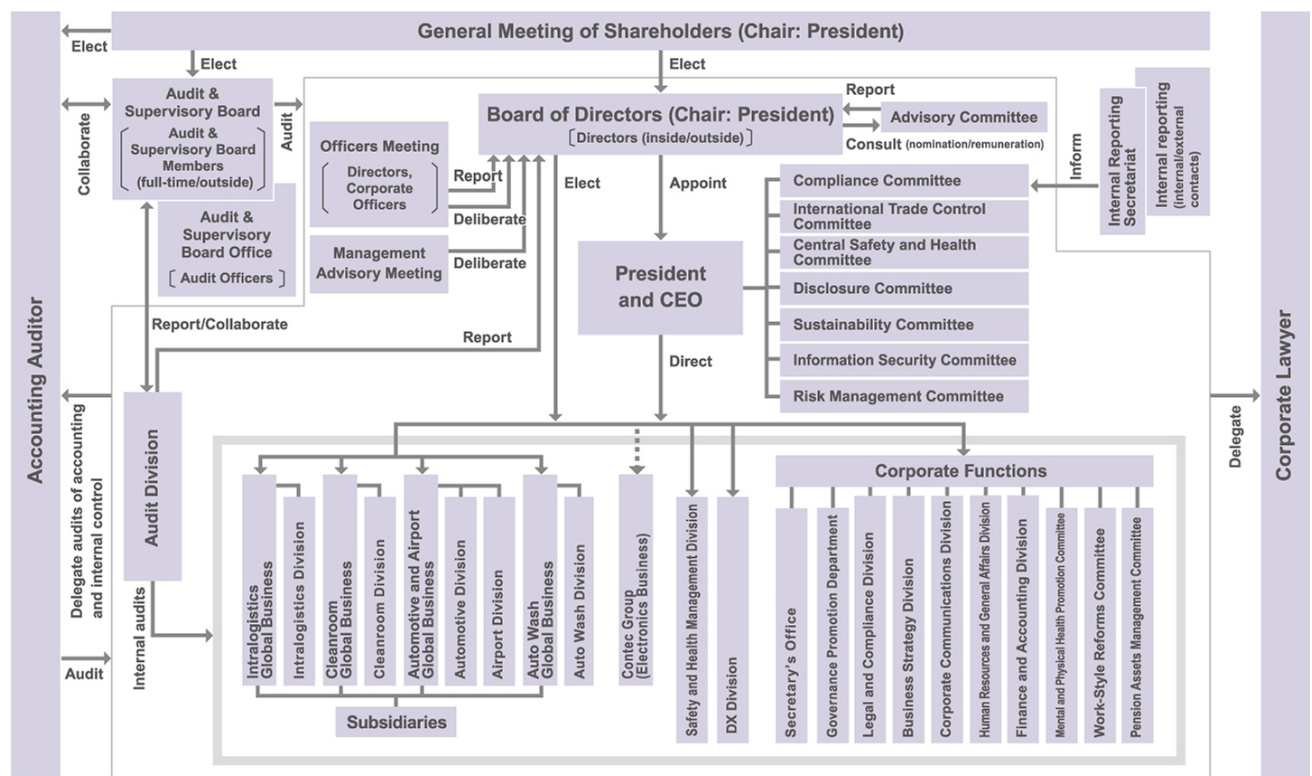 General Meeting of Shareholders (Chair: President)
Elect
Elect
Elect
Accounting Auditor
Corporate Lawyer
Collaborate
Audit &
Supervisory Board
Audit &
Supervisory Board
Members
(full-time/outside)
Audit
Audit &
Supervisory
Board Office
Audit Officers
Officers Meeting
Directors,
Corporate
Officers
Report
Deliberate
Management
Advisory Meeting
Deliberate
Board of Directors (Chair: President)
〔Directors (inside/outside)〕
Report
Advisory Committee
Consult (nomination/remuneration)
Elect
Appoint
President
and CEO
Compliance Committee
International Trade Control
Committee
Central Safety and Health
Committee
Disclosure Committee
Sustainability Committee
Information Security Committee
Risk Management Committee
Inform
Internal Reporting
Secretariat
Internal reporting
(internal/external
contacts)
Report/Collaborate
Report
Direct
Audit Division
Delegate audits of accounting
and internal control
Delegate
Internal audits
Audit
Intralogistics
Global Business
Intralogistics Division
Cleanroom
Global Business
Cleanroom Division
Automotive and Airport
Global Business
Automotive Division
Airport Division
Auto Wash
Global Business
Auto Wash Division
Subsidiaries
Contec Group
(Electronics Business)
Safety and Health Management Division
DX Division
Corporate Functions
Secretary's Office
Governance Promotion Department
Legal and Compliance Division
Business Strategy Division
Corporate Communications Division
Human Resources and General Affairs Division
Finance and Accounting Division
Mental and Physical Health Promotion Committee
Work-Style Reforms Committee
Pension Assets Management Committee